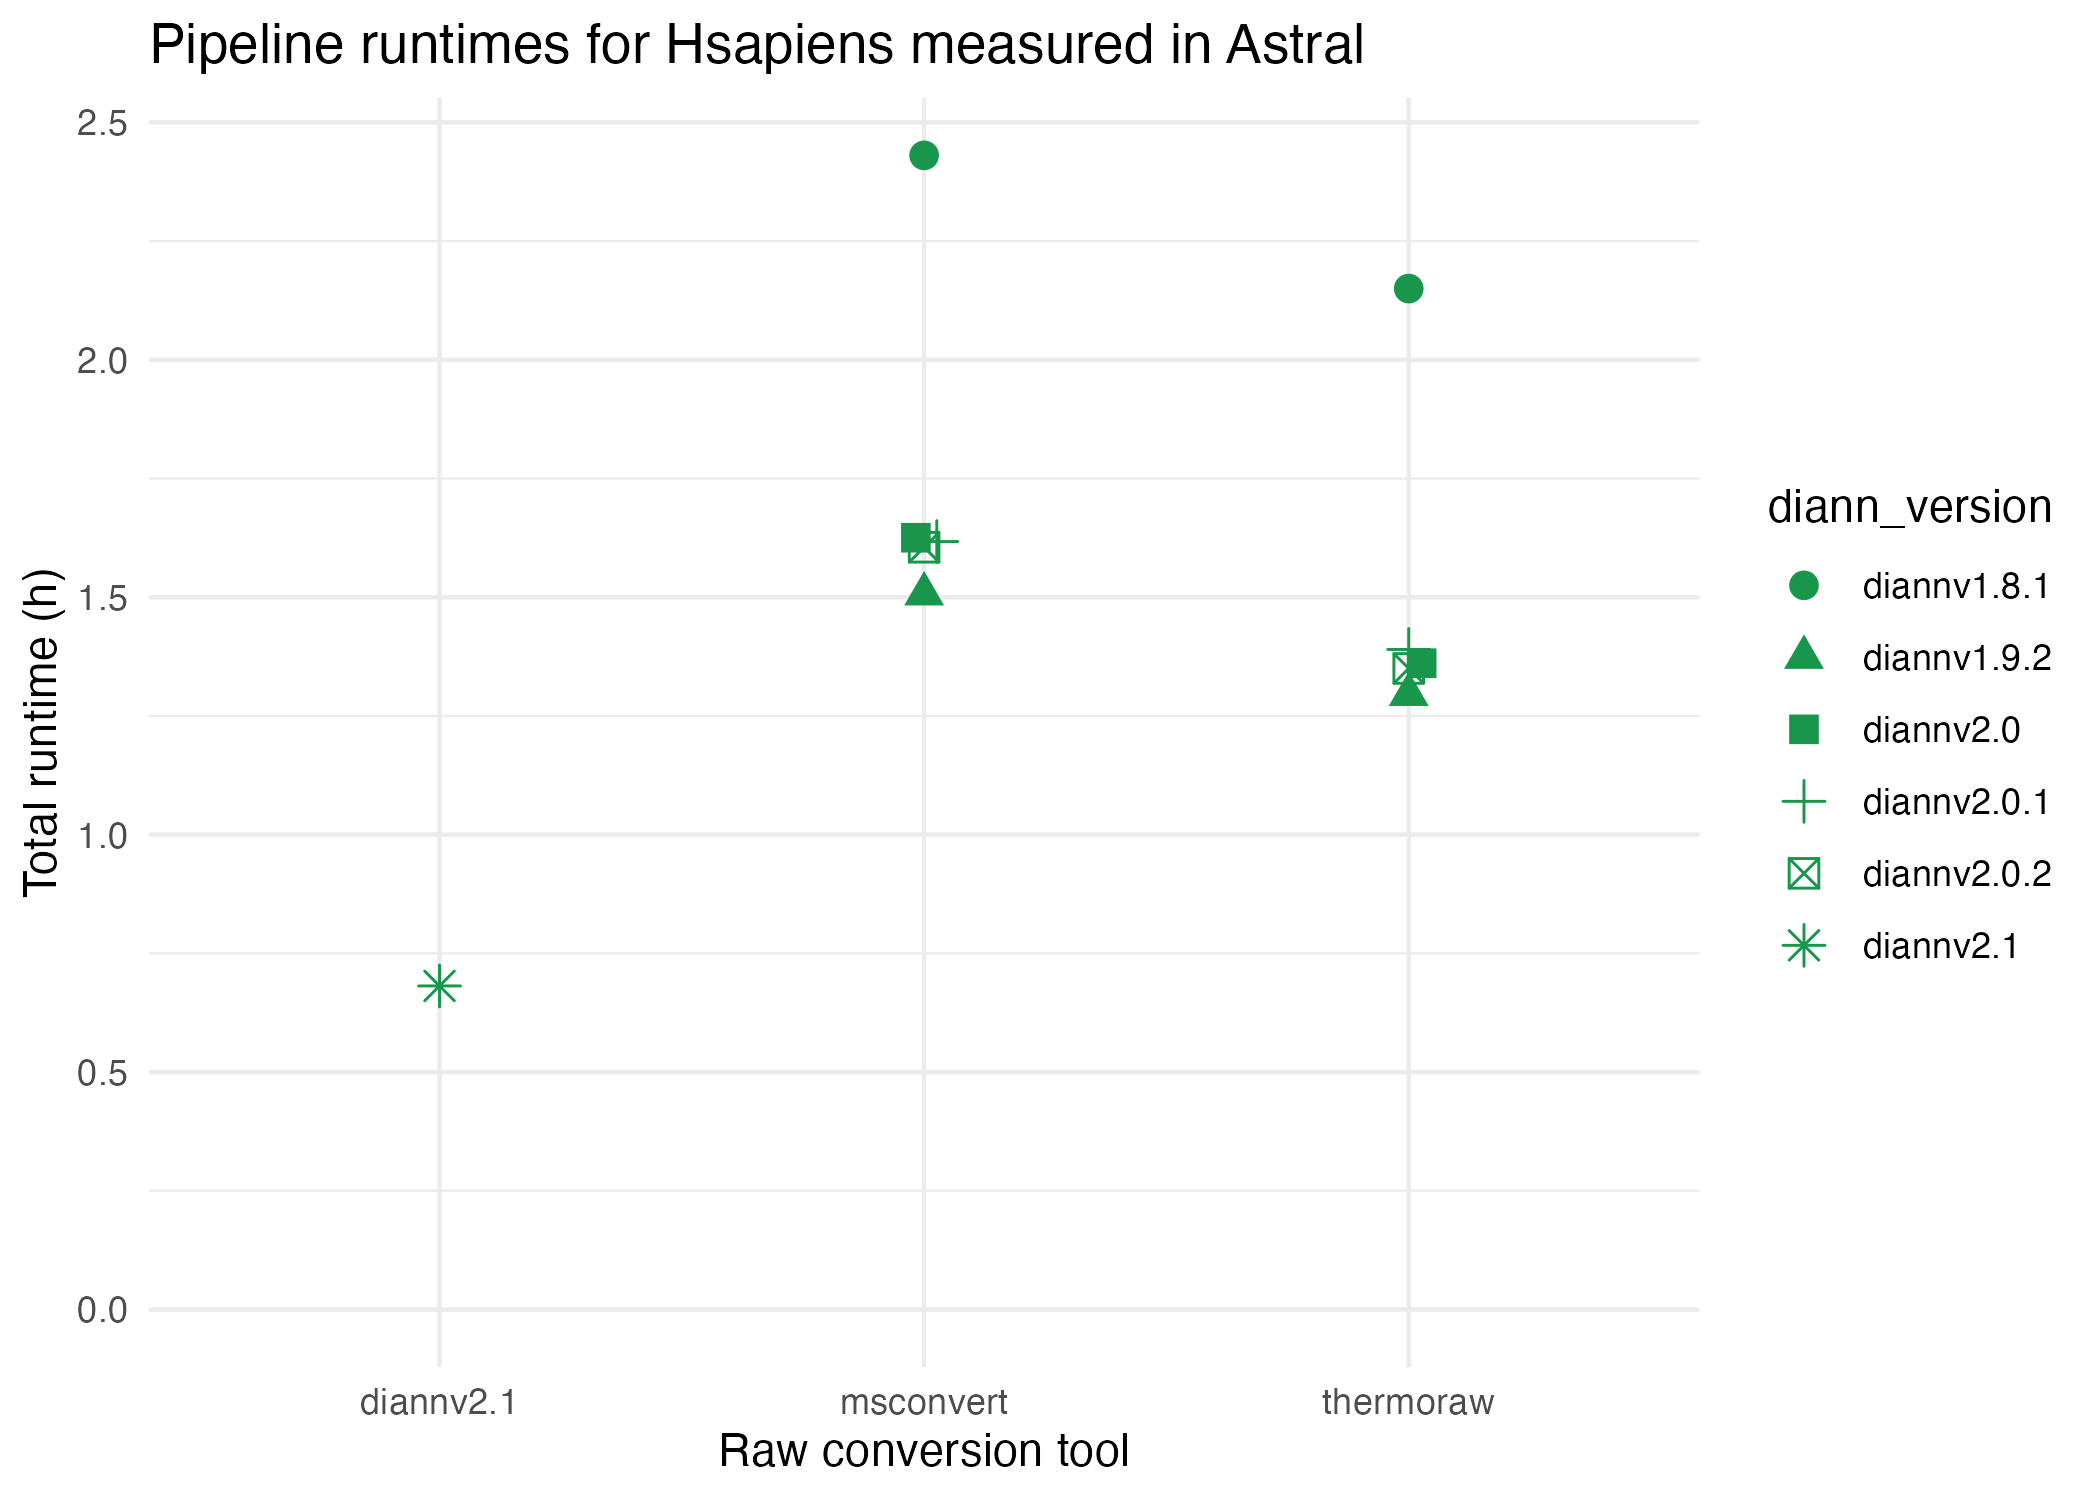 Pipeline runtimes for Hsapiens measured in Astral
2.5
2.0
1.5
1.0
0.5
0.0
Total runtime (h)
diannv2.1
msconvert
thermoraw
Raw conversion tool
diann_version
diannv1.8.1
diannv1.9.2
diannv2.0
diannv2.0.1
diannv2.0.2
diannv2.1